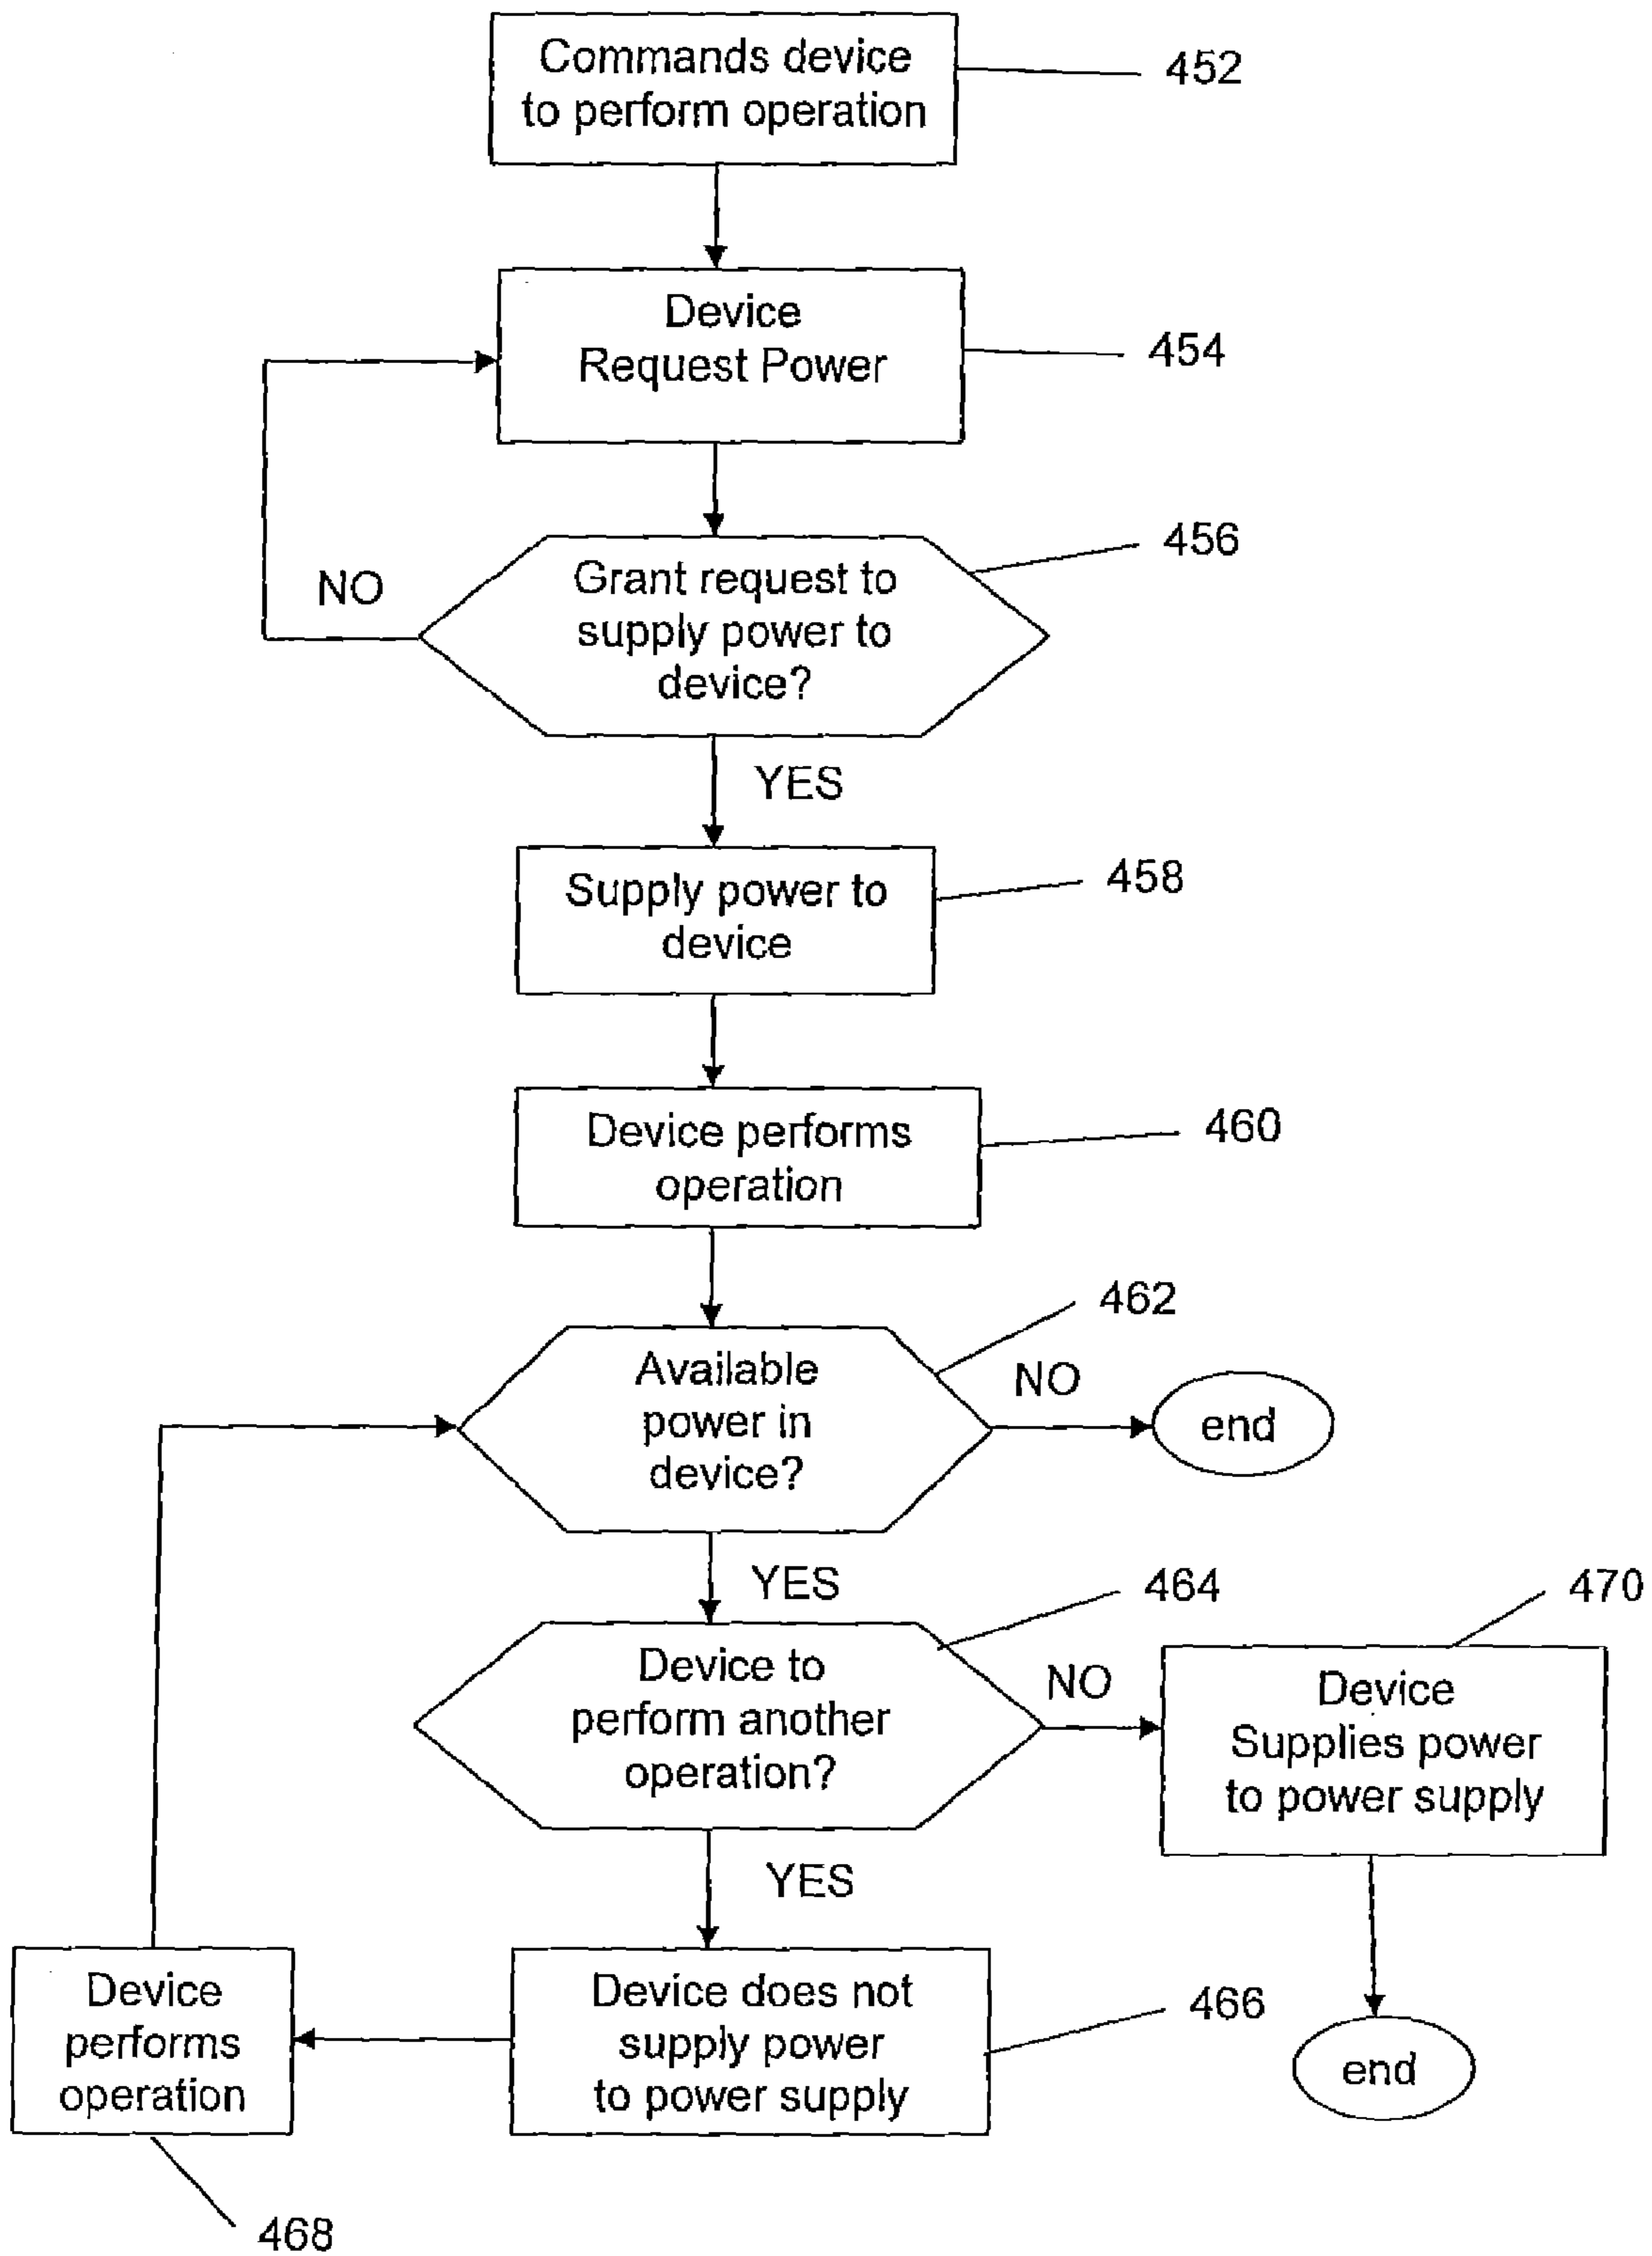 Commands device
to perform operation
452
Device
Request Power
454
Grant request to
supply power to
device?
456
NO
YES
Supply power to
device
458
Device performs
operation
460
Available
power in
device?
462
NO
end
YES
Device to
perform another
operation?
464
NO
470
Device
Supplies power
to power supply
YES
Device does not
supply power
to power supply
466
Device
performs
operation
468
end